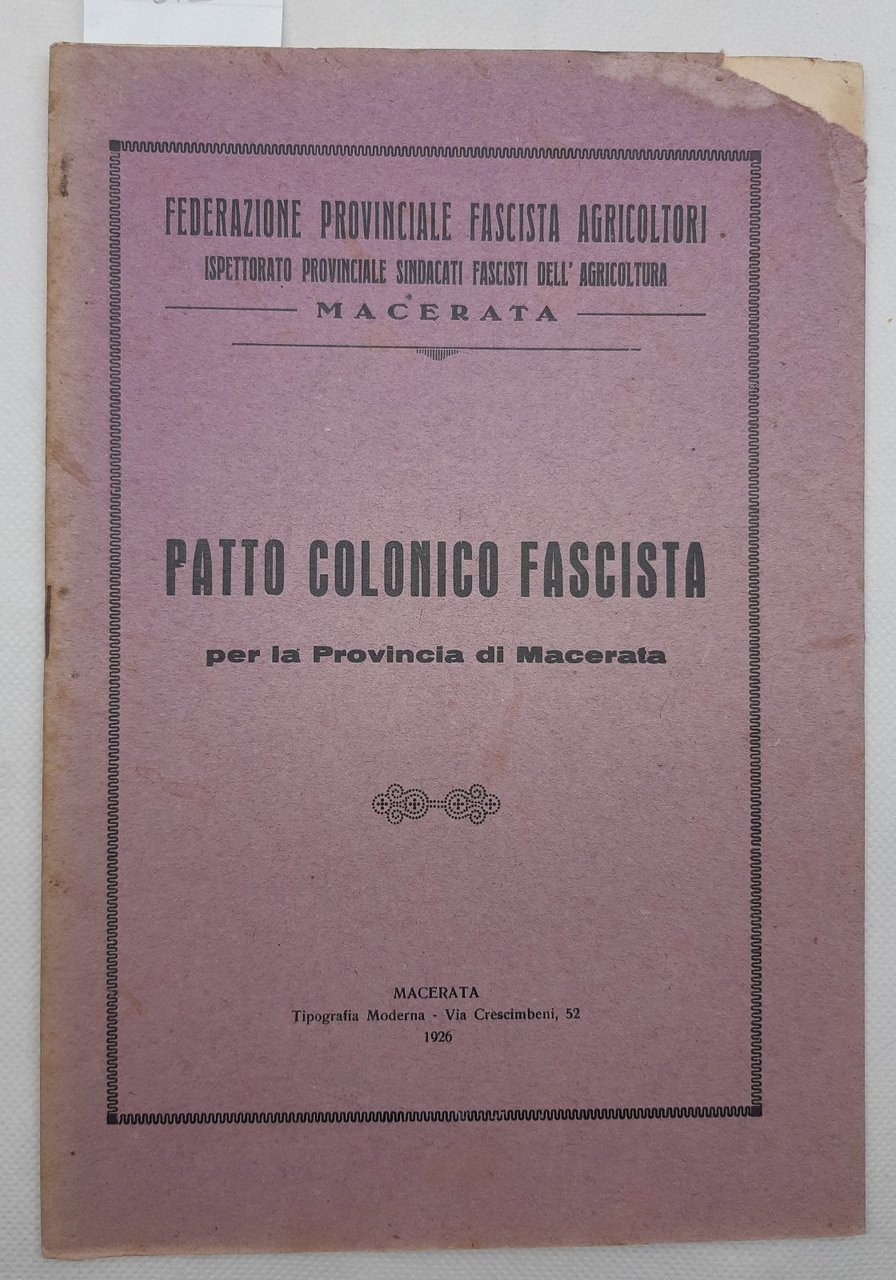 FEDERAZIONE PROVINCIALE FASCISTA AGRICOLTORI
ISPETTORATO PROVINCIALE SINDACATI FASCISTI DELL' AGRICOLTURA
MACERATA
PATTO COLONICO FASCISTA
per la Provincia di Macerata
MACERATA
Tipografia Moderna - Via Crescimbeni, 52
1926